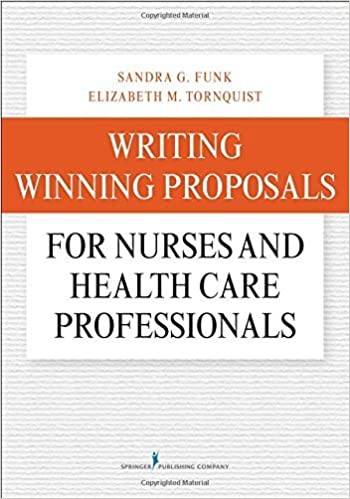 Copyrighted Material
SANDRA G. FUNK
ELIZABETH M. TORNQUIST
WRITING
WINNING PROPOSALS
FOR NURSES AND
HEALTH CARE
PROFESSIONALS
SPRINGER PUBLISHING COMPANY
Copyrighted Material